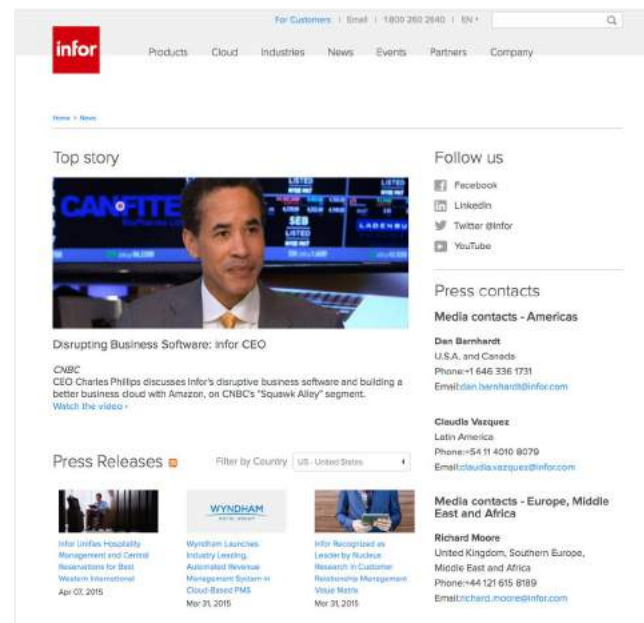 For Customers | Email | 1 800 260 2640 | EN
infor
Products Cloud Industries News Events Partners Company
Home > News
Top story
CANFITE
LISTED
NYSE MKT
LISTED
SEB
LISTED
NYSE MKT
LADENBU
Disrupting Business Software: Infor CEO
CNBC
CEO Charles Phillips discusses Infor's disruptive business software and building a
better business cloud with Amazon, on CNBC's "Squawk Alley" segment.
Watch the video ›
Press Releases
Filter by Country US - United States
Infor Unifies Hospitality
Management and Central
Reservations for Best
Western International
Apr 07, 2015
WYNDHAM
HOTEL GROUP
Wyndham Launches
Industry Leading,
Automated Revenue
Management System in
Cloud-Based PMS
Mar 31, 2015
Infor Recognized as
Leader by Nucleus
Research in Customer
Relationship Management
Value Matrix
Mar 31, 2015
Follow us
Facebook
LinkedIn
Twitter @Infor
YouTube
Press contacts
Media contacts - Americas
Dan Barnhardt
U.S.A. and Canada
Phone:+1 646 336 1731
Email:dan.barnhardt@infor.com
Claudia Vazquez
Latin America
Phone:+54 11 4010 8079
Email:claudia.vazquez@infor.com
Media contacts - Europe, Middle
East and Africa
Richard Moore
United Kingdom, Southern Europe,
Middle East and Africa
Phone:+44 121 615 8189
Email:richard.moore@infor.com